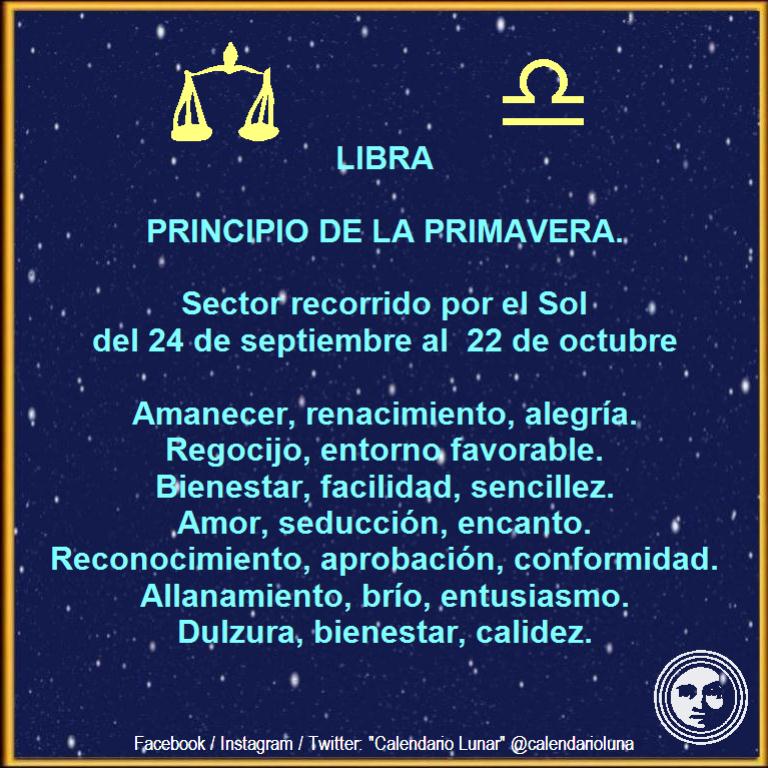 LIBRA
PRINCIPIO DE LA PRIMAVERA.
Sector recorrido por el Sol
del 24 de septiembre al 22 de octubre
Amanecer, renacimiento, alegría.
Regocijo, entorno favorable.
Bienestar, facilidad, sencillez.
Amor, seducción, encanto.
Reconocimiento, aprobación, conformidad.
Allanamiento, brío, entusiasmo.
Dulzura, bienestar, calidez.
Facebook / Instagram / Twitter: "Calendario Lunar" @calendarioluna